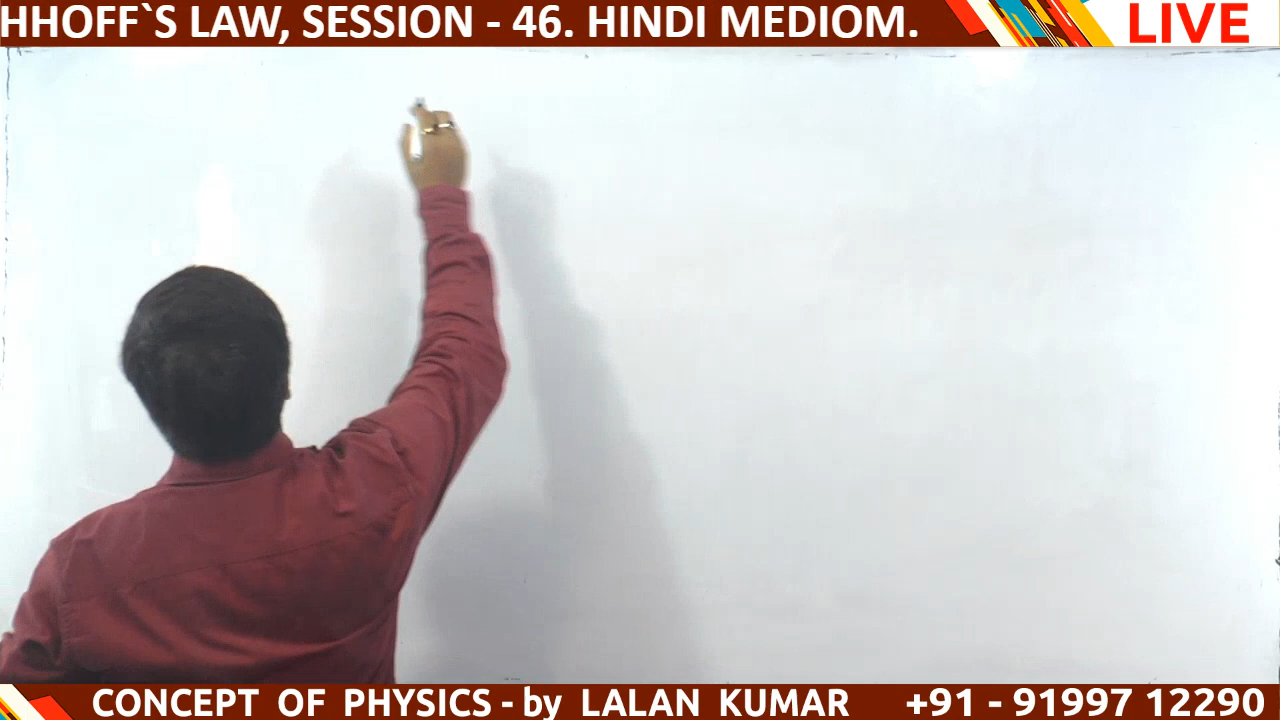 HHOFF`S LAW, SESSION - 46. HINDI MEDIOM.
LIVE
CONCEPT OF PHYSICS - by LALAN KUMAR
+91 - 91997 12290